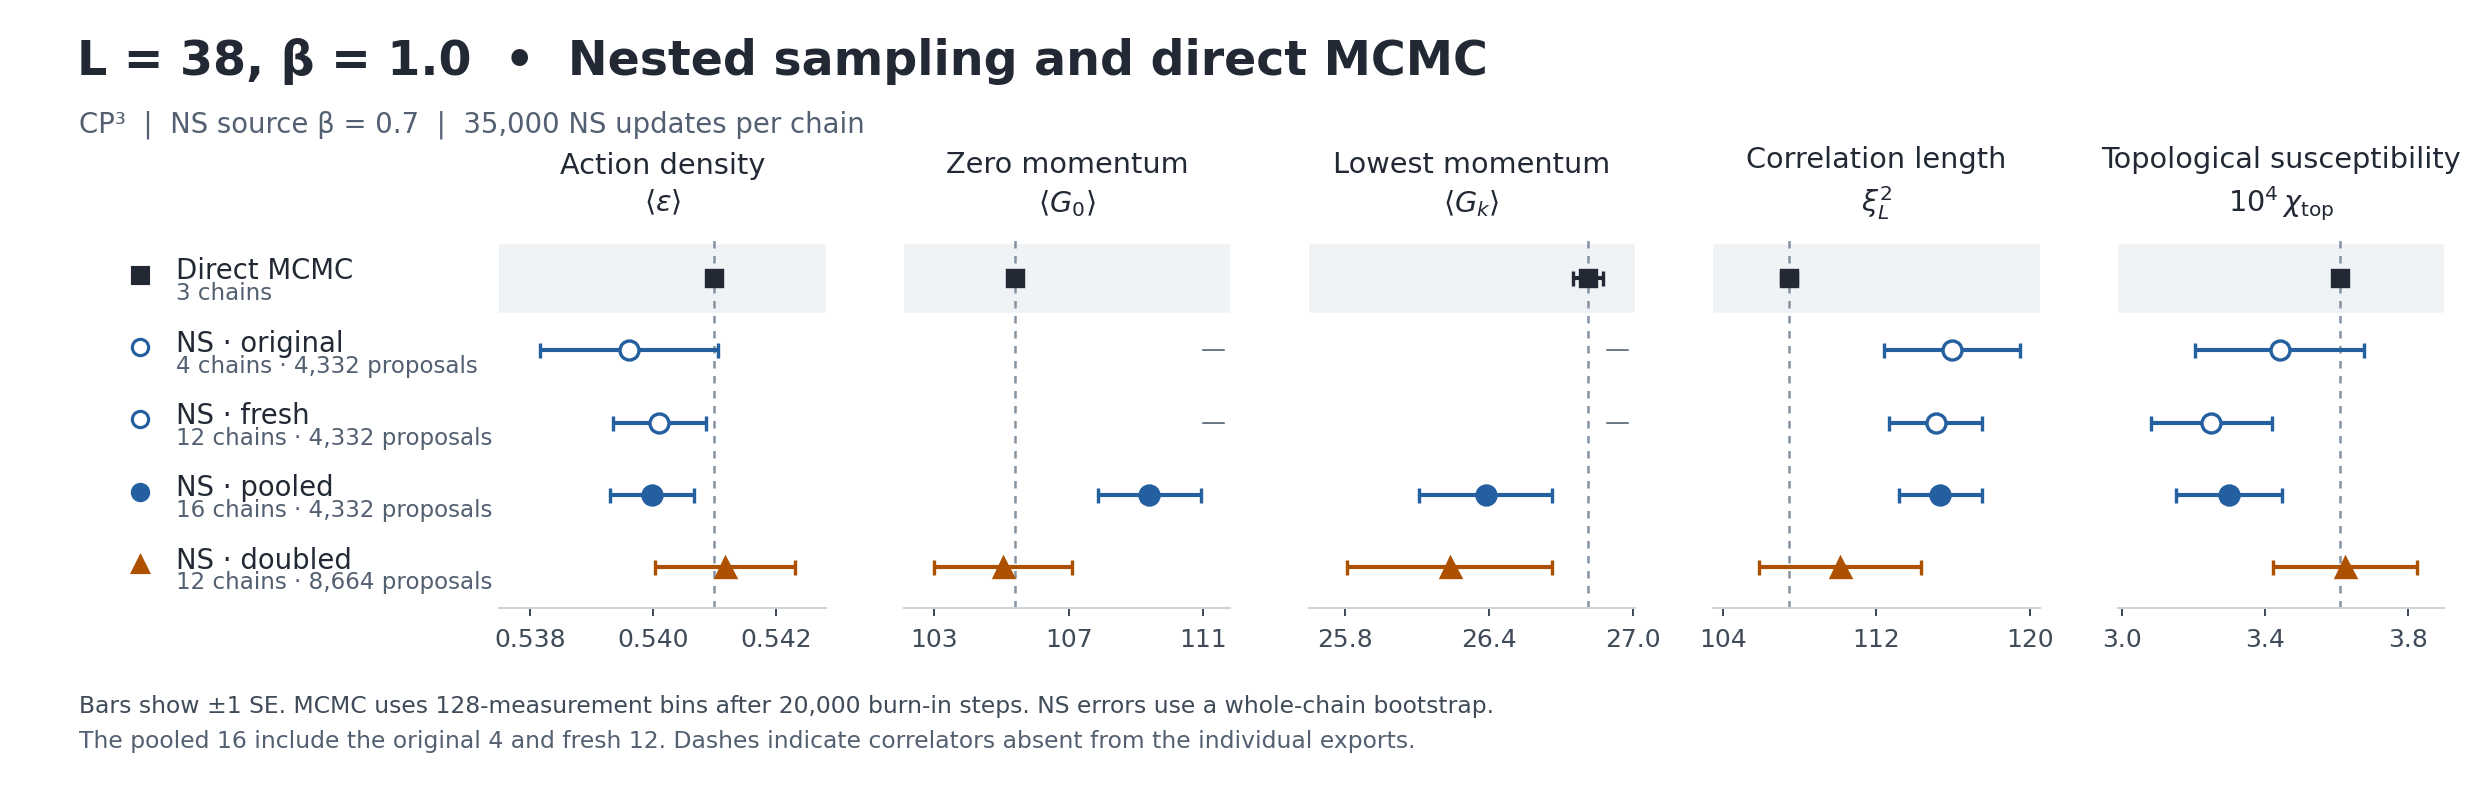 L = 38, β = 1.0 • Nested sampling and direct MCMC
CP³ | NS source β = 0.7 | 35,000 NS updates per chain
Action density
⟨ε⟩
Zero momentum
⟨G₀⟩
Lowest momentum
⟨Gₖ⟩
Correlation length
ξ²_L
Topological susceptibility
10⁴ χ_top
Direct MCMC
3 chains
NS · original
4 chains · 4,332 proposals
— —
NS · fresh
12 chains · 4,332 proposals
— —
NS · pooled
16 chains · 4,332 proposals
NS · doubled
12 chains · 8,664 proposals
0.538 0.540 0.542 103 107 111 25.8 26.4 27.0 104 112 120 3.0 3.4 3.8
Bars show ±1 SE. MCMC uses 128-measurement bins after 20,000 burn-in steps. NS errors use a whole-chain bootstrap.
The pooled 16 include the original 4 and fresh 12. Dashes indicate correlators absent from the individual exports.